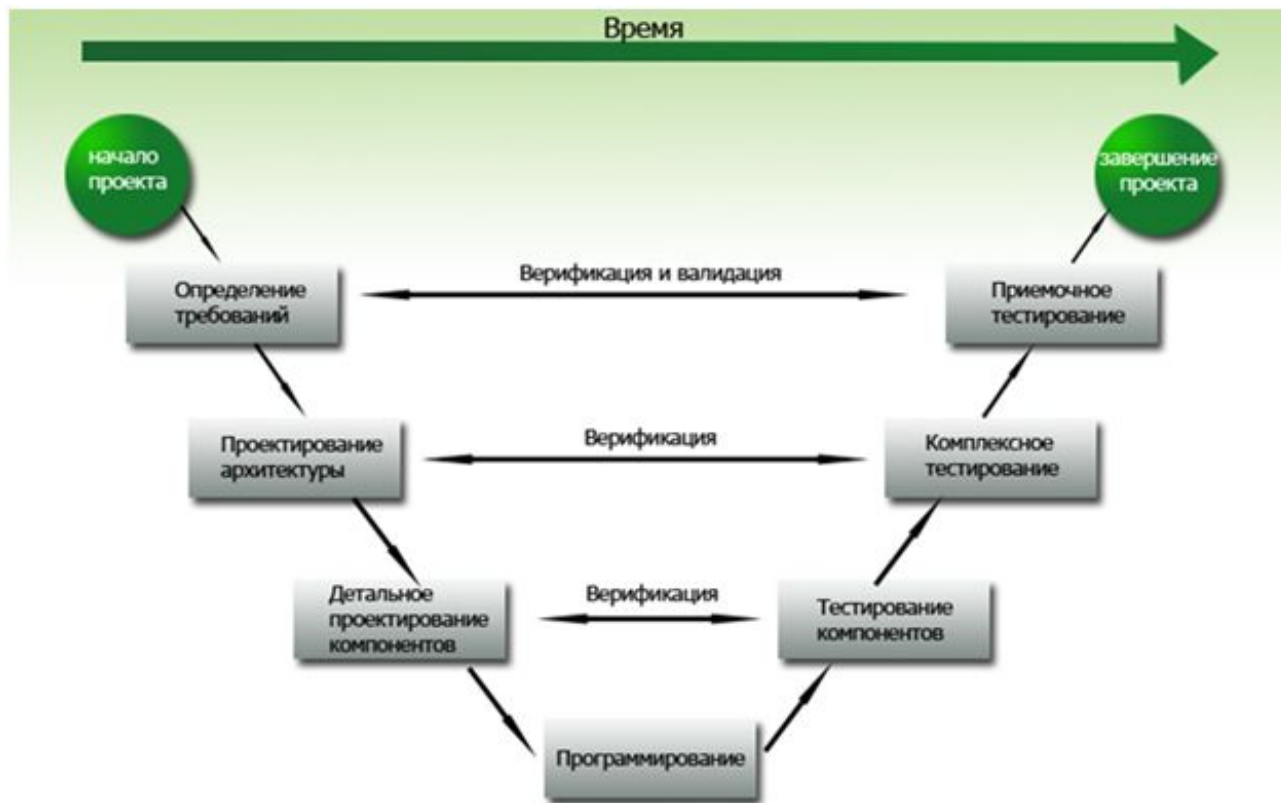 Время
начало
проекта
завершение
проекта
Определение
требований
Верификация и валидация
Приемочное
тестирование
Проектирование
архитектуры
Верификация
Комплексное
тестирование
Детальное
проектирование
компонентов
Верификация
Тестирование
компонентов
Программирование